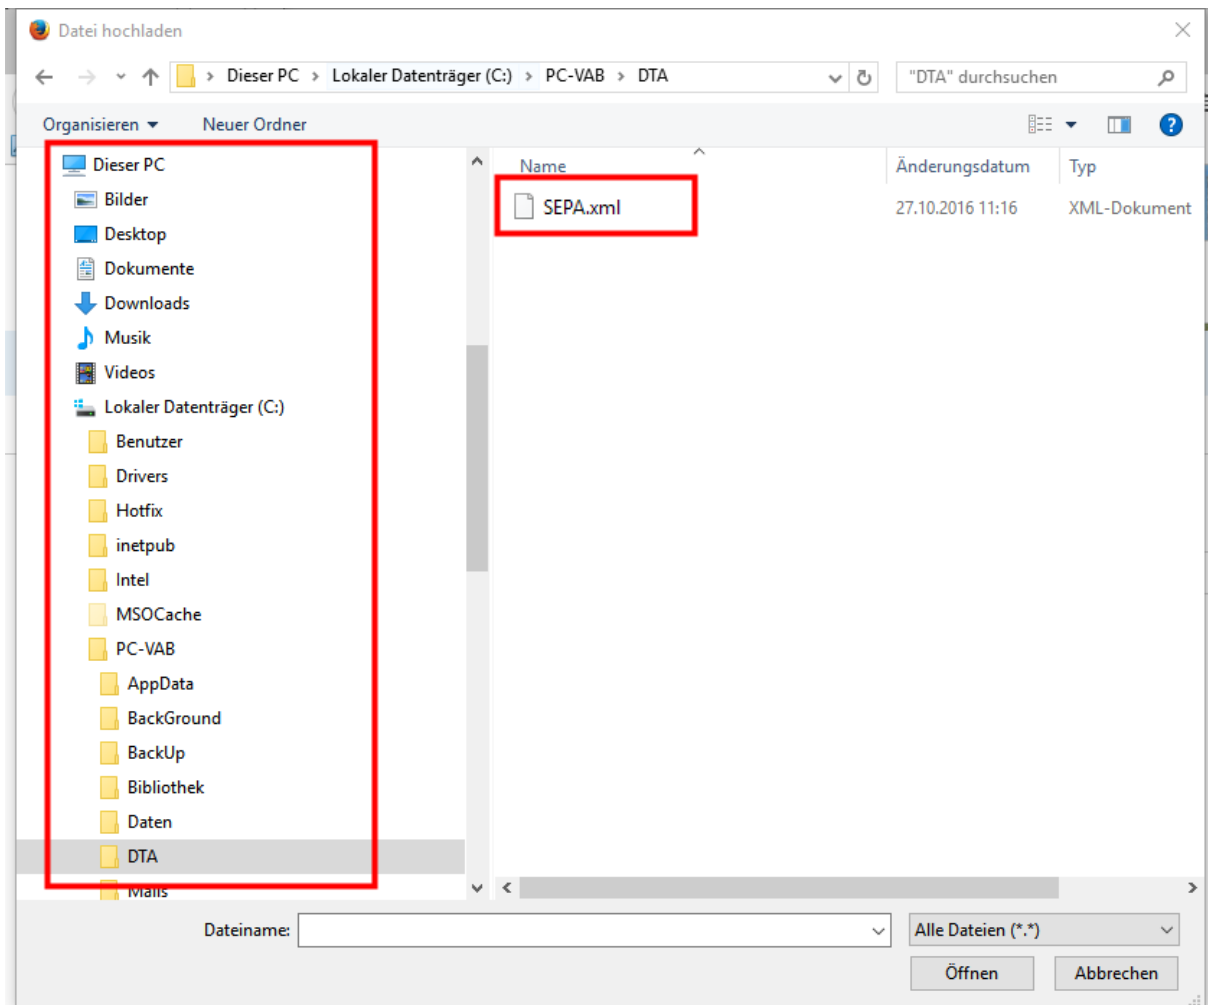 Datei hochladen
Dieser PC > Lokaler Datenträger (C:) > PC-VAB > DTA
"DTA" durchsuchen
Organisieren
Neuer Ordner
Dieser PC
Bilder
Desktop
Dokumente
Downloads
Musik
Videos
Lokaler Datenträger (C:)
Benutzer
Drivers
Hotfix
inetpub
Intel
MSOCache
PC-VAB
AppData
BackGround
BackUp
Bibliothek
Daten
DTA
Mails
Name
Änderungsdatum
Typ
SEPA.xml
27.10.2016 11:16
XML-Dokument
Dateiname:
Alle Dateien (*.*)
Öffnen
Abbrechen